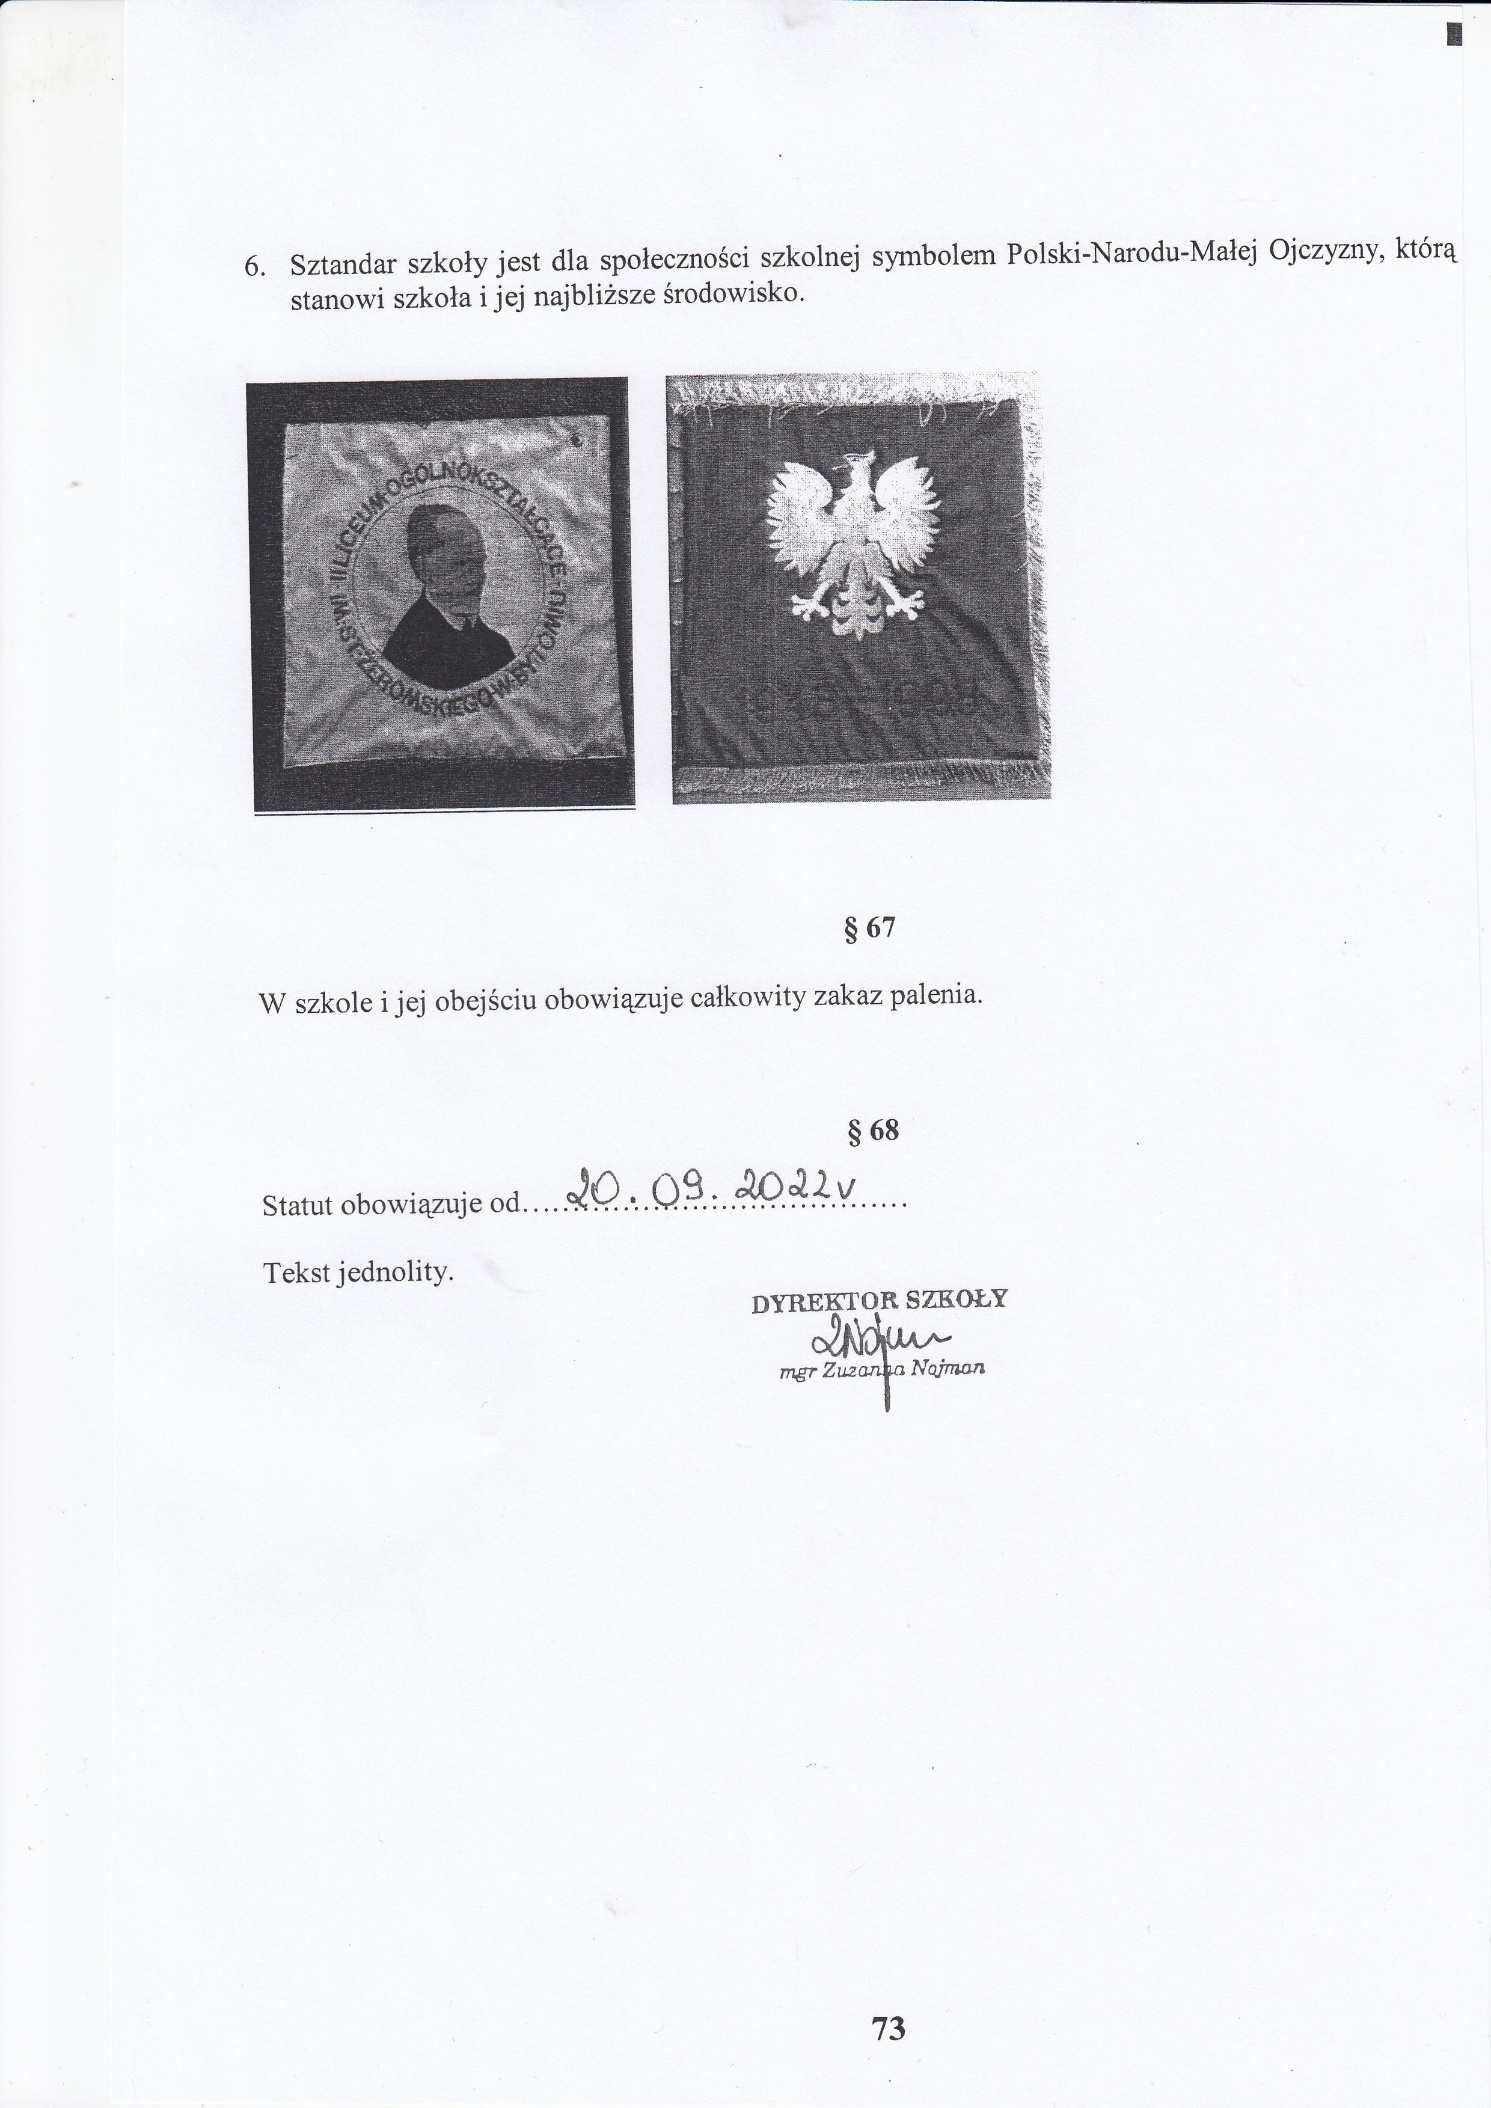 6. Sztandar szkoły jest dla społeczności szkolnej symbolem Polski-Narodu-Małej Ojczyzny, którą
stanowi szkoła i jej najbliższe środowisko.
II LICEUM OGÓLNOKSZTAŁCĄCE
IM. ST. ŻEROMSKIEGO W BYTOMIU
§ 67
W szkole i jej obejściu obowiązuje całkowity zakaz palenia.
§ 68
Statut obowiązuje od.....20.09.2022r.....
Tekst jednolity.
DYREKTOR SZKOŁY
mgr Zuzanna Najman
73